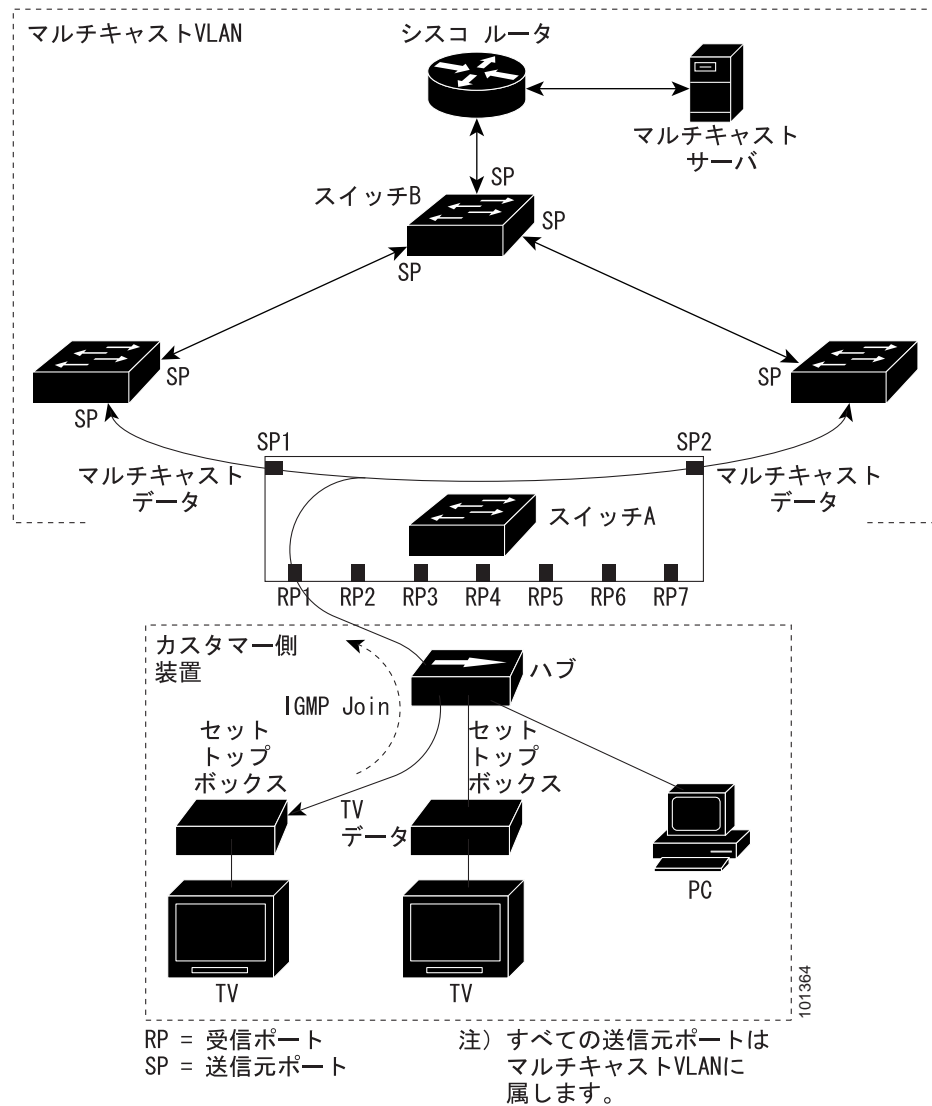 マルチキャストVLAN
シスコ ルータ
マルチキャスト
サーバ
スイッチB
SP
SP
SP
SP
SP
SP
SP1
SP2
マルチキャスト
データ
マルチキャスト
データ
スイッチA
RP1 RP2 RP3 RP4 RP5 RP6 RP7
カスタマー側
装置
ハブ
IGMP Join
セット
トップ
ボックス
セット
トップ
ボックス
TV
データ
PC
TV
TV
101364
RP = 受信ポート
SP = 送信元ポート
注) すべての送信元ポートは
マルチキャストVLANに
属します。